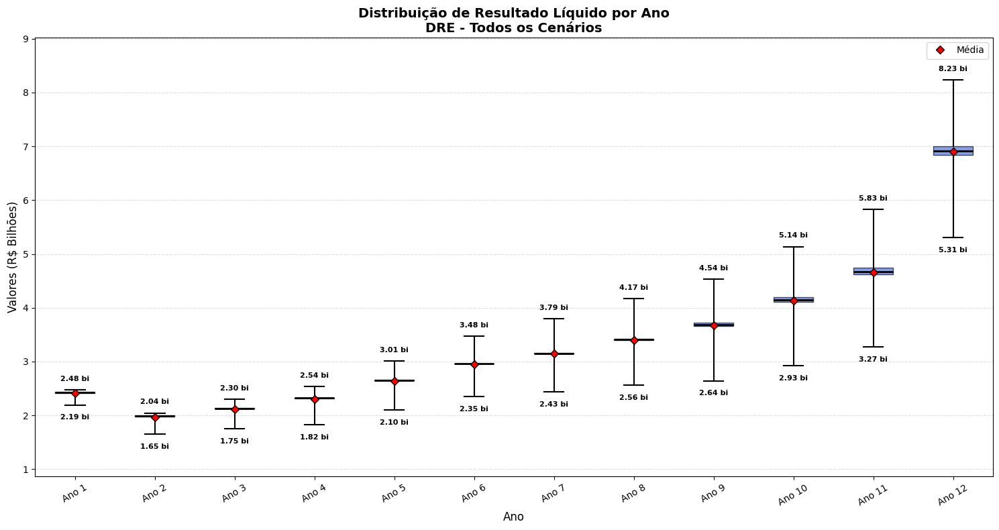 Distribuição de Resultado Líquido por Ano
DRE - Todos os Cenários
Média
Valores (R$ Bilhões)
9
8
7
6
5
4
3
2
1
2.48 bi
2.19 bi
2.04 bi
1.65 bi
2.30 bi
1.75 bi
2.54 bi
1.82 bi
3.01 bi
2.10 bi
3.48 bi
2.35 bi
3.79 bi
2.43 bi
4.17 bi
2.56 bi
4.54 bi
2.64 bi
5.14 bi
2.93 bi
5.83 bi
3.27 bi
8.23 bi
5.31 bi
Ano 1
Ano 2
Ano 3
Ano 4
Ano 5
Ano 6
Ano 7
Ano 8
Ano 9
Ano 10
Ano 11
Ano 12
Ano